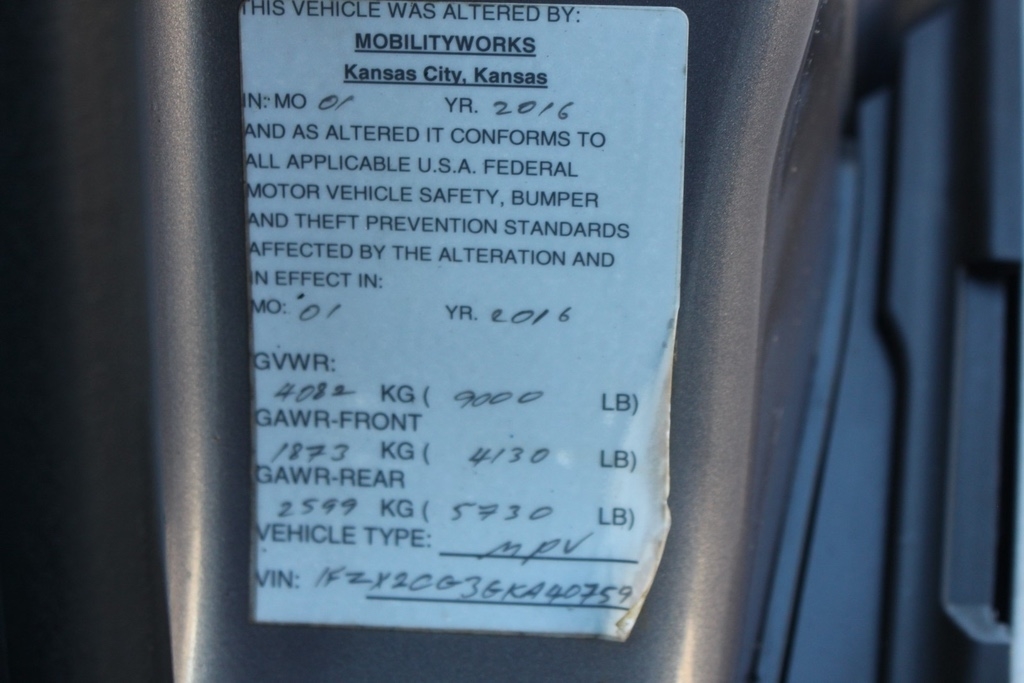 THIS VEHICLE WAS ALTERED BY:
MOBILITYWORKS
Kansas City, Kansas
IN: MO 01 YR. 2016
AND AS ALTERED IT CONFORMS TO
ALL APPLICABLE U.S.A. FEDERAL
MOTOR VEHICLE SAFETY, BUMPER
AND THEFT PREVENTION STANDARDS
AFFECTED BY THE ALTERATION AND
IN EFFECT IN:
MO: 01 YR. 2016
GVWR:
4082 KG ( 9000 LB)
GAWR-FRONT
1873 KG ( 4130 LB)
GAWR-REAR
2599 KG ( 5730 LB)
VEHICLE TYPE: MPV
VIN: 1FZX2CG3GKA40759